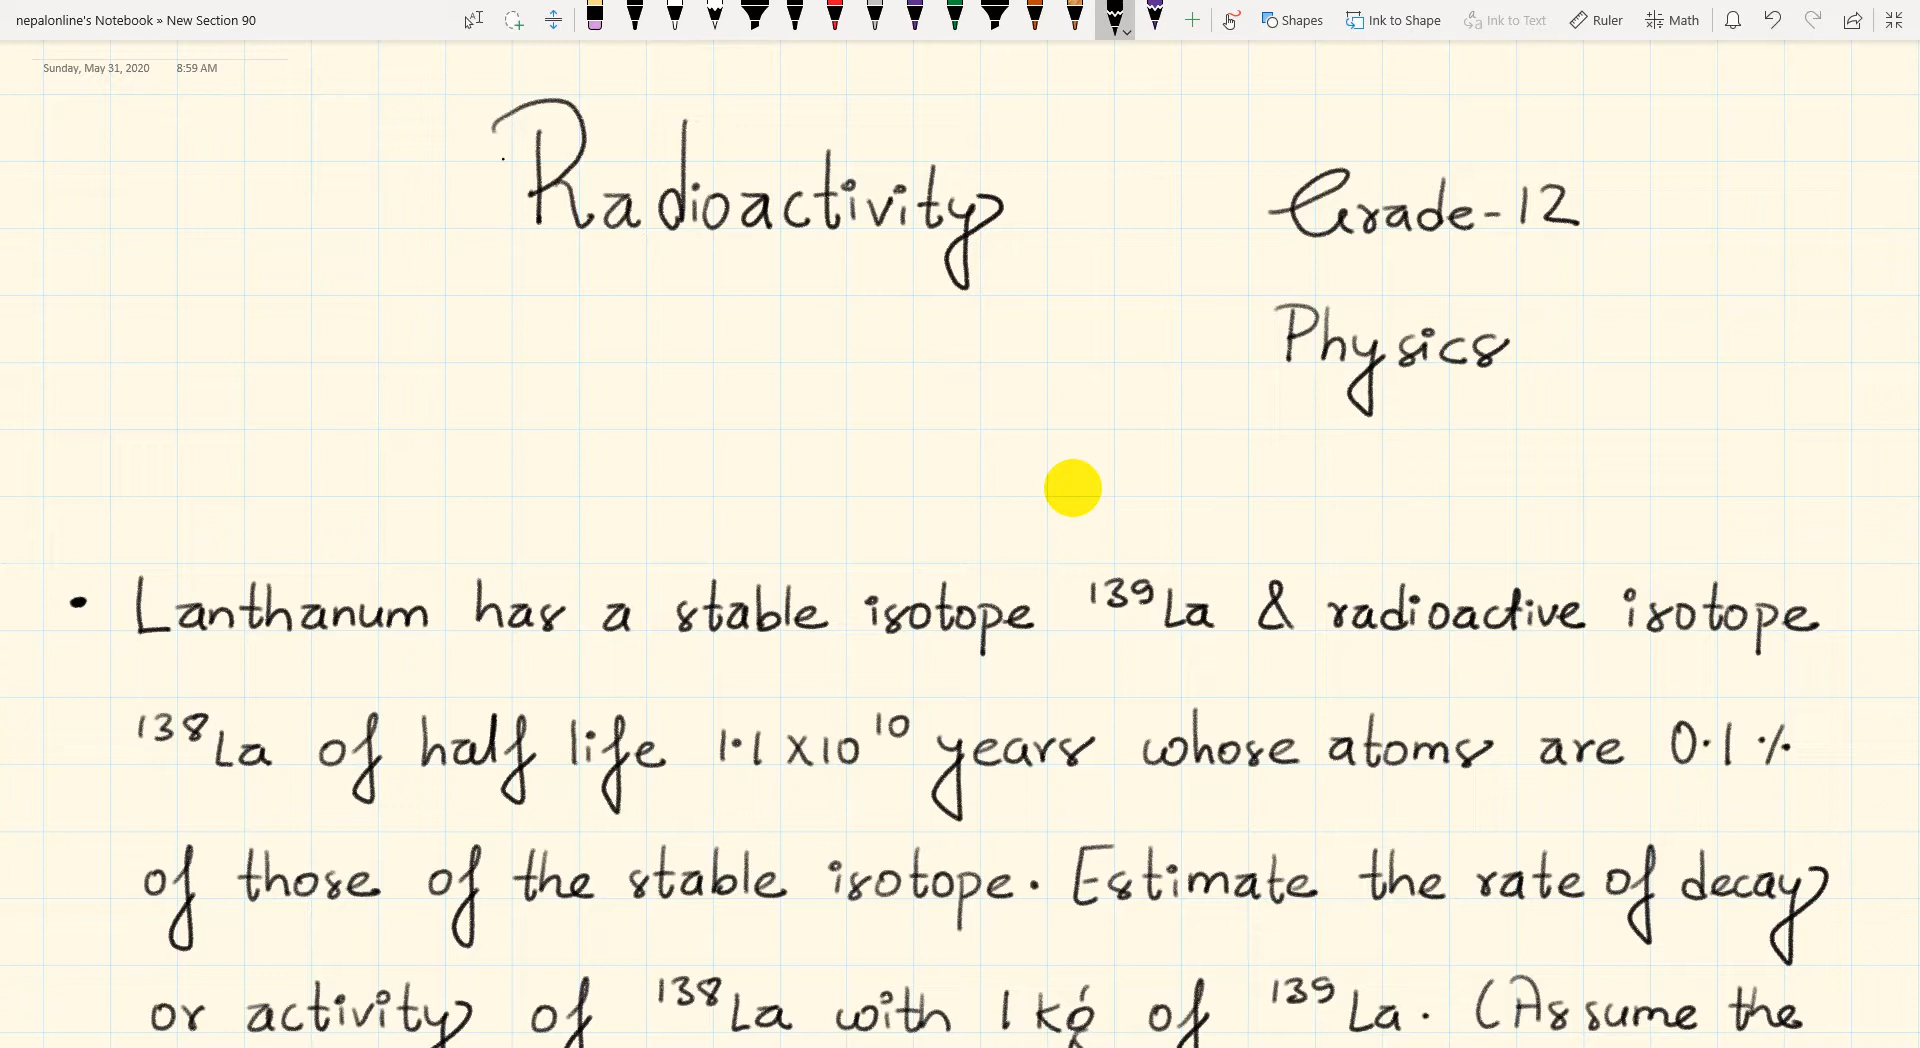 nepalonline's Notebook » New Section 90
Shapes Ink to Shape Ink to Text Ruler Math
Sunday, May 31, 2020 8:59 AM
Radioactivity
Grade-12
Physics
• Lanthanum has a stable isotope ¹³⁹La & radioactive isotope
¹³⁸La of half life 1.1 x 10¹⁰ years whose atoms are 0.1 %
of those of the stable isotope. Estimate the rate of decay
or activity of ¹³⁸La with 1 kg of ¹³⁹La. (Assume the